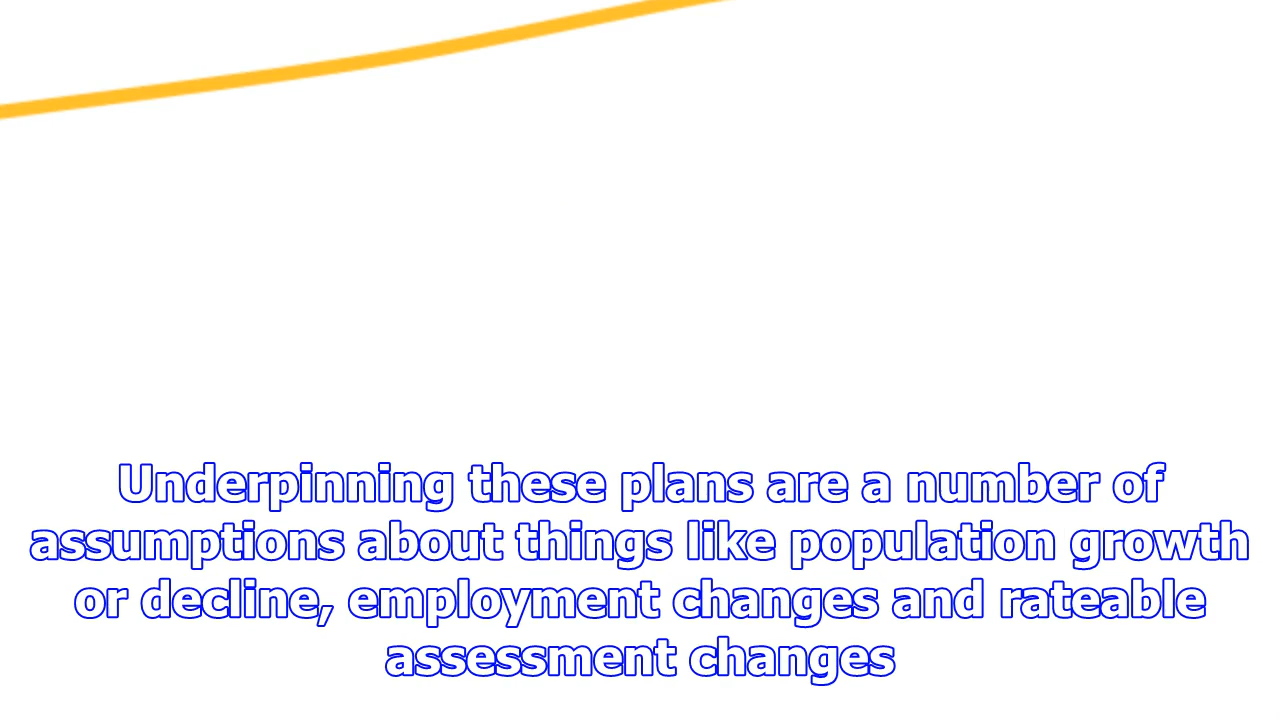 Underpinning these plans are a number of
assumptions about things like population growth
or decline, employment changes and rateable
assessment changes